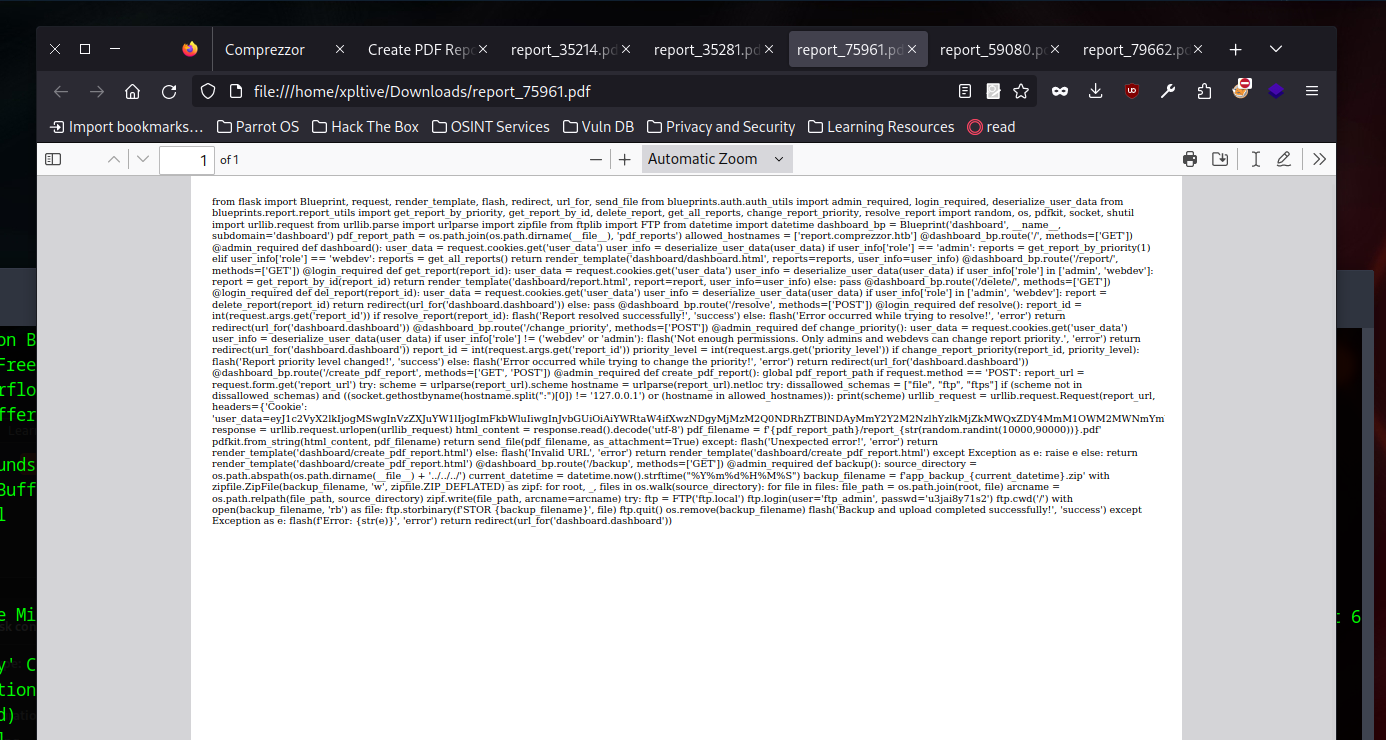 Comprezzor
Create PDF Repo
report_35214.pd
report_35281.pd
report_75961.pd
report_59080.p
report_79662.p
file:///home/xpltive/Downloads/report_75961.pdf
Import bookmarks...
Parrot OS
Hack The Box
OSINT Services
Vuln DB
Privacy and Security
Learning Resources
read
1 of 1
Automatic Zoom
from flask import Blueprint, request, render_template, flash, redirect, url_for, send_file from blueprints.auth.auth_utils import admin_required, login_required, deserialize_user_data from
blueprints.report.report_utils import get_report_by_priority, get_report_by_id, delete_report, get_all_reports, change_report_priority, resolve_report import random, os, pdfkit, socket, shutil
import urllib.request from urllib.parse import urlparse import zipfile from ftplib import FTP from datetime import datetime dashboard_bp = Blueprint('dashboard', __name__,
subdomain='dashboard') pdf_report_path = os.path.join(os.path.dirname(__file__), 'pdf_reports') allowed_hostnames = ['report.comprezzor.htb'] @dashboard_bp.route('/', methods=['GET'])
@admin_required def dashboard(): user_data = request.cookies.get('user_data') user_info = deserialize_user_data(user_data) if user_info['role'] == 'admin': reports = get_report_by_priority(1)
elif user_info['role'] == 'webdev': reports = get_all_reports() return render_template('dashboard/dashboard.html', reports=reports, user_info=user_info) @dashboard_bp.route('/report/',
methods=['GET']) @login_required def get_report(report_id): user_data = request.cookies.get('user_data') user_info = deserialize_user_data(user_data) if user_info['role'] in ['admin', 'webdev']:
report = get_report_by_id(report_id) return render_template('dashboard/report.html', report=report, user_info=user_info) else: pass @dashboard_bp.route('/delete/', methods=['GET'])
@login_required def del_report(report_id): user_data = request.cookies.get('user_data') user_info = deserialize_user_data(user_data) if user_info['role'] in ['admin', 'webdev']: report =
delete_report(report_id) return redirect(url_for('dashboard.dashboard')) else: pass @dashboard_bp.route('/resolve', methods=['POST']) @login_required def resolve(): report_id =
int(request.args.get('report_id')) if resolve_report(report_id): flash('Report resolved successfully!', 'success') else: flash('Error occurred while trying to resolve!', 'error') return
redirect(url_for('dashboard.dashboard')) @dashboard_bp.route('/change_priority', methods=['POST']) @admin_required def change_priority(): user_data = request.cookies.get('user_data')
user_info = deserialize_user_data(user_data) if user_info['role'] != ('webdev' or 'admin'): flash('Not enough permissions. Only admins and webdevs can change report priority.', 'error') return
redirect(url_for('dashboard.dashboard')) report_id = int(request.args.get('report_id')) priority_level = int(request.args.get('priority_level')) if change_report_priority(report_id, priority_level):
flash('Report priority level changed!', 'success') else: flash('Error occurred while trying to change the priority!', 'error') return redirect(url_for('dashboard.dashboard'))
@dashboard_bp.route('/create_pdf_report', methods=['GET', 'POST']) @admin_required def create_pdf_report(): global pdf_report_path if request.method == 'POST': report_url =
request.form.get('report_url') try: scheme = urlparse(report_url).scheme hostname = urlparse(report_url).netloc try: dissallowed_schemas = ["file", "ftp", "ftps"] if (scheme not in
dissallowed_schemas) and ((socket.gethostbyname(hostname.split(":")[0]) != '127.0.0.1') or (hostname in allowed_hostnames)): print(scheme) urllib_request = urllib.request.Request(report_url,
headers={'Cookie':
response = urllib.request.urlopen(urllib_request) html_content = response.read().decode('utf-8') pdf_filename = f'{pdf_report_path}/report_{str(random.randint(10000,90000))}.pdf'
pdfkit.from_string(html_content, pdf_filename) return send_file(pdf_filename, as_attachment=True) except: flash('Unexpected error!', 'error') return
render_template('dashboard/create_pdf_report.html') else: flash('Invalid URL', 'error') return render_template('dashboard/create_pdf_report.html') except Exception as e: raise e else: return
render_template('dashboard/create_pdf_report.html') @dashboard_bp.route('/backup', methods=['GET']) @admin_required def backup(): source_directory =
os.path.abspath(os.path.dirname(__file__) + '../../../') current_datetime = datetime.now().strftime("%Y%m%d%H%M%S") backup_filename = f'app_backup_{current_datetime}.zip' with
zipfile.ZipFile(backup_filename, 'w', zipfile.ZIP_DEFLATED) as zipf: for root, _, files in os.walk(source_directory): for file in files: file_path = os.path.join(root, file) arcname =
os.path.relpath(file_path, source_directory) zipf.write(file_path, arcname=arcname) try: ftp = FTP('ftp.local') ftp.login(user='ftp_admin', passwd='u3jai8y71s2') ftp.cwd('/') with
open(backup_filename, 'rb') as file: ftp.storbinary(f'STOR {backup_filename}', file) ftp.quit() os.remove(backup_filename) flash('Backup and upload completed successfully!', 'success') except
Exception as e: flash(f'Error: {str(e)}', 'error') return redirect(url_for('dashboard.dashboard'))
on B
Free
rflo
ffer
unds
Buff
l
e Mi
: 6
y' C
tion
d)